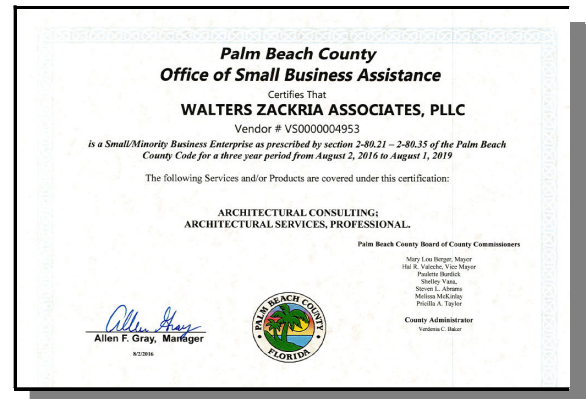 Palm Beach County
Office of Small Business Assistance
Certifies That
WALTERS ZACKRIA ASSOCIATES, PLLC
Vendor # VS0000004953
is a Small/Minority Business Enterprise as prescribed by section 2-80.21 – 2-80.35 of the Palm Beach
County Code for a three year period from August 2, 2016 to August 1, 2019
The following Services and/or Products are covered under this certification:
ARCHITECTURAL CONSULTING;
ARCHITECTURAL SERVICES, PROFESSIONAL.
Palm Beach County Board of County Commissioners
Mary Lou Berger, Mayor
Hal R. Valeche, Vice Mayor
Paulette Burdick
Shelley Vana,
Steven L. Abrams
Melissa McKinlay
Pricilla A. Taylor
County Administrator
Verdenia C. Baker
Allen Gray
Allen F. Gray, Manager
8/2/2016
PALM BEACH COUNTY
FLORIDA